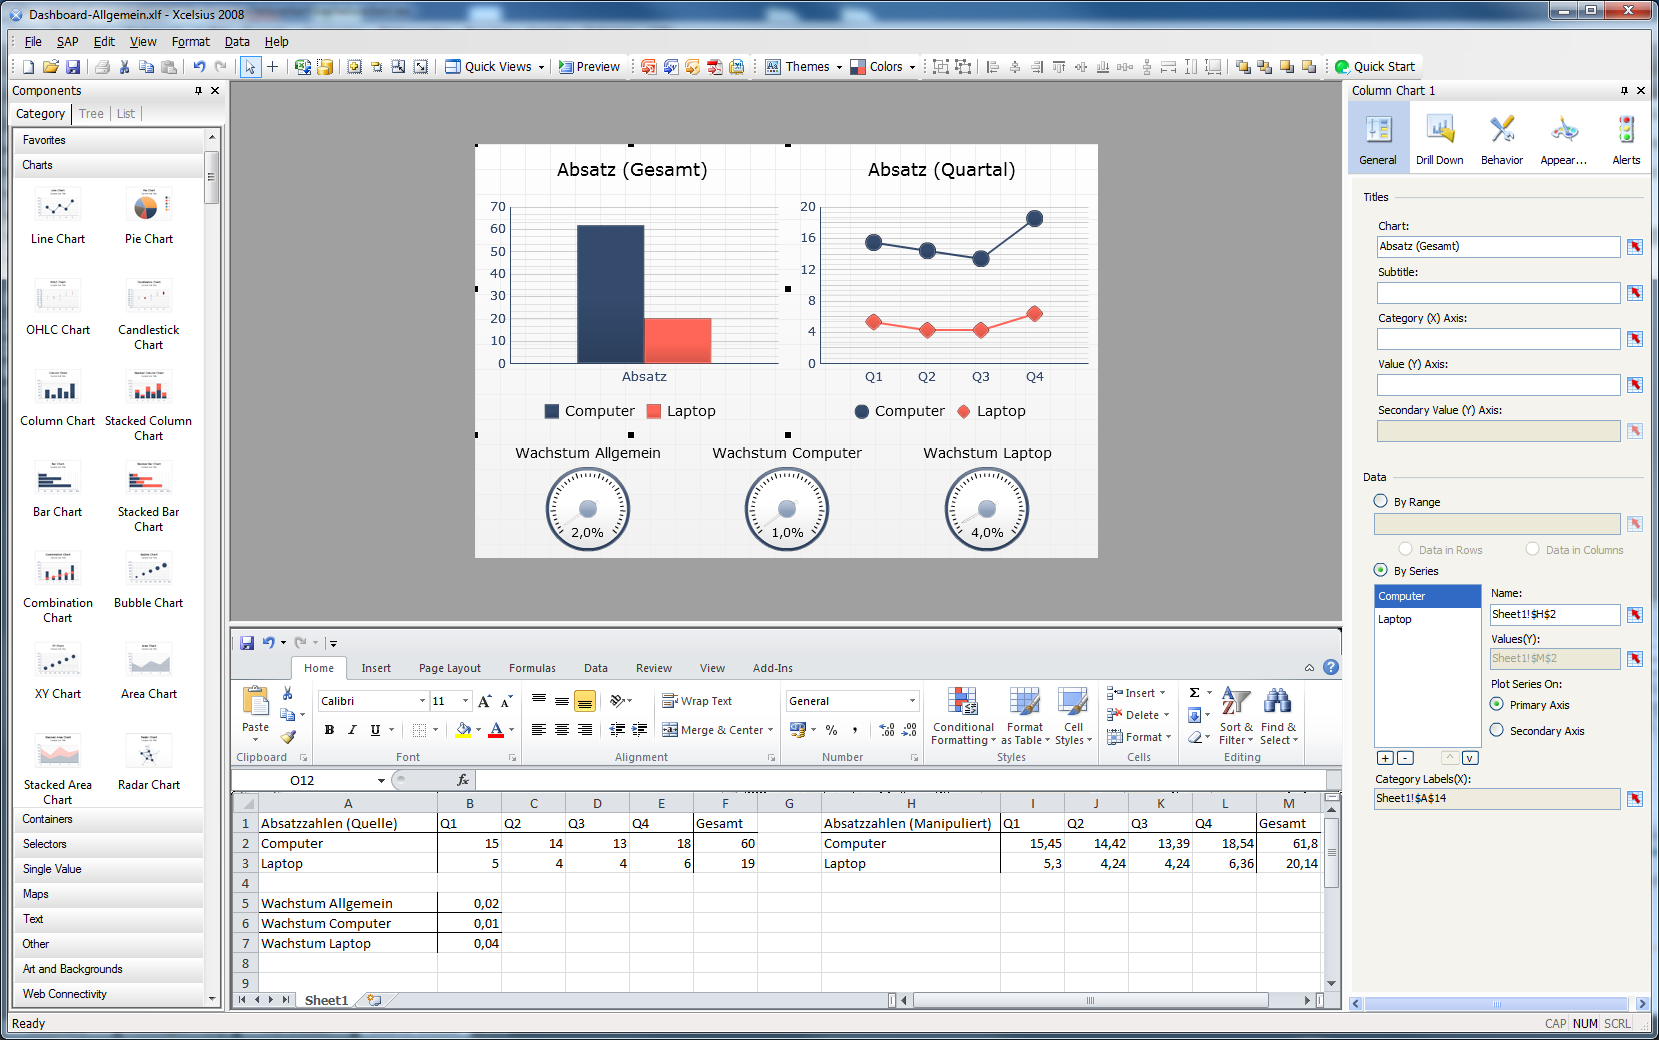 Dashboard-Allgemein.xlf - Xcelsius 2008
File SAP Edit View Format Data Help
Quick Views Preview Themes Colors Quick Start
Components
Category Tree List
Favorites
Charts
Line Chart Pie Chart
OHLC Chart Candlestick Chart
Column Chart Stacked Column Chart
Bar Chart Stacked Bar Chart
Combination Chart Bubble Chart
XY Chart Area Chart
Stacked Area Chart Radar Chart
Containers
Selectors
Single Value
Maps
Text
Other
Art and Backgrounds
Web Connectivity
Absatz (Gesamt)
70
60
50
40
30
20
10
0
Absatz
Computer Laptop
Absatz (Quartal)
20
16
12
8
4
0
Q1 Q2 Q3 Q4
Computer Laptop
Wachstum Allgemein Wachstum Computer Wachstum Laptop
2,0% 1,0% 4,0%
Home Insert Page Layout Formulas Data Review View Add-Ins
Paste
Clipboard
Calibri 11
B I U A
Font
Wrap Text
Merge & Center
Alignment
General
% ,
Number
Conditional Formatting Format as Table Cell Styles
Styles
Insert
Delete
Format
Cells
Σ
Sort & Filter Find & Select
Editing
O12 fx
A B C D E F G H I J K L M
1 Absatzzahlen (Quelle) Q1 Q2 Q3 Q4 Gesamt Absatzzahlen (Manipuliert) Q1 Q2 Q3 Q4 Gesamt
2 Computer 15 14 13 18 60 Computer 15,45 14,42 13,39 18,54 61,8
3 Laptop 5 4 4 6 19 Laptop 5,3 4,24 4,24 6,36 20,14
4
5 Wachstum Allgemein 0,02
6 Wachstum Computer 0,01
7 Wachstum Laptop 0,04
8
9
Sheet1
Column Chart 1
General Drill Down Behavior Appear... Alerts
Titles
Chart:
Absatz (Gesamt)
Subtitle:
Category (X) Axis:
Value (Y) Axis:
Secondary Value (Y) Axis:
Data
By Range
Data in Rows Data in Columns
By Series
Computer
Laptop
Name:
Sheet1!$H$2
Values(Y):
Sheet1!$M$2
Plot Series On:
Primary Axis
Secondary Axis
+ - ^ v
Category Labels(X):
Sheet1!$A$14
Ready CAP NUM SCRL